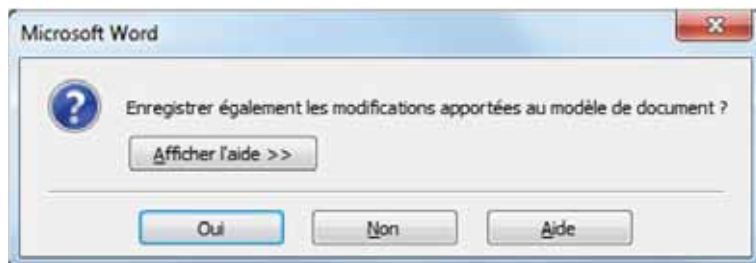 Microsoft Word
Enregistrer également les modifications apportées au modèle de document ?
Afficher l'aide >>
Oui Non Aide